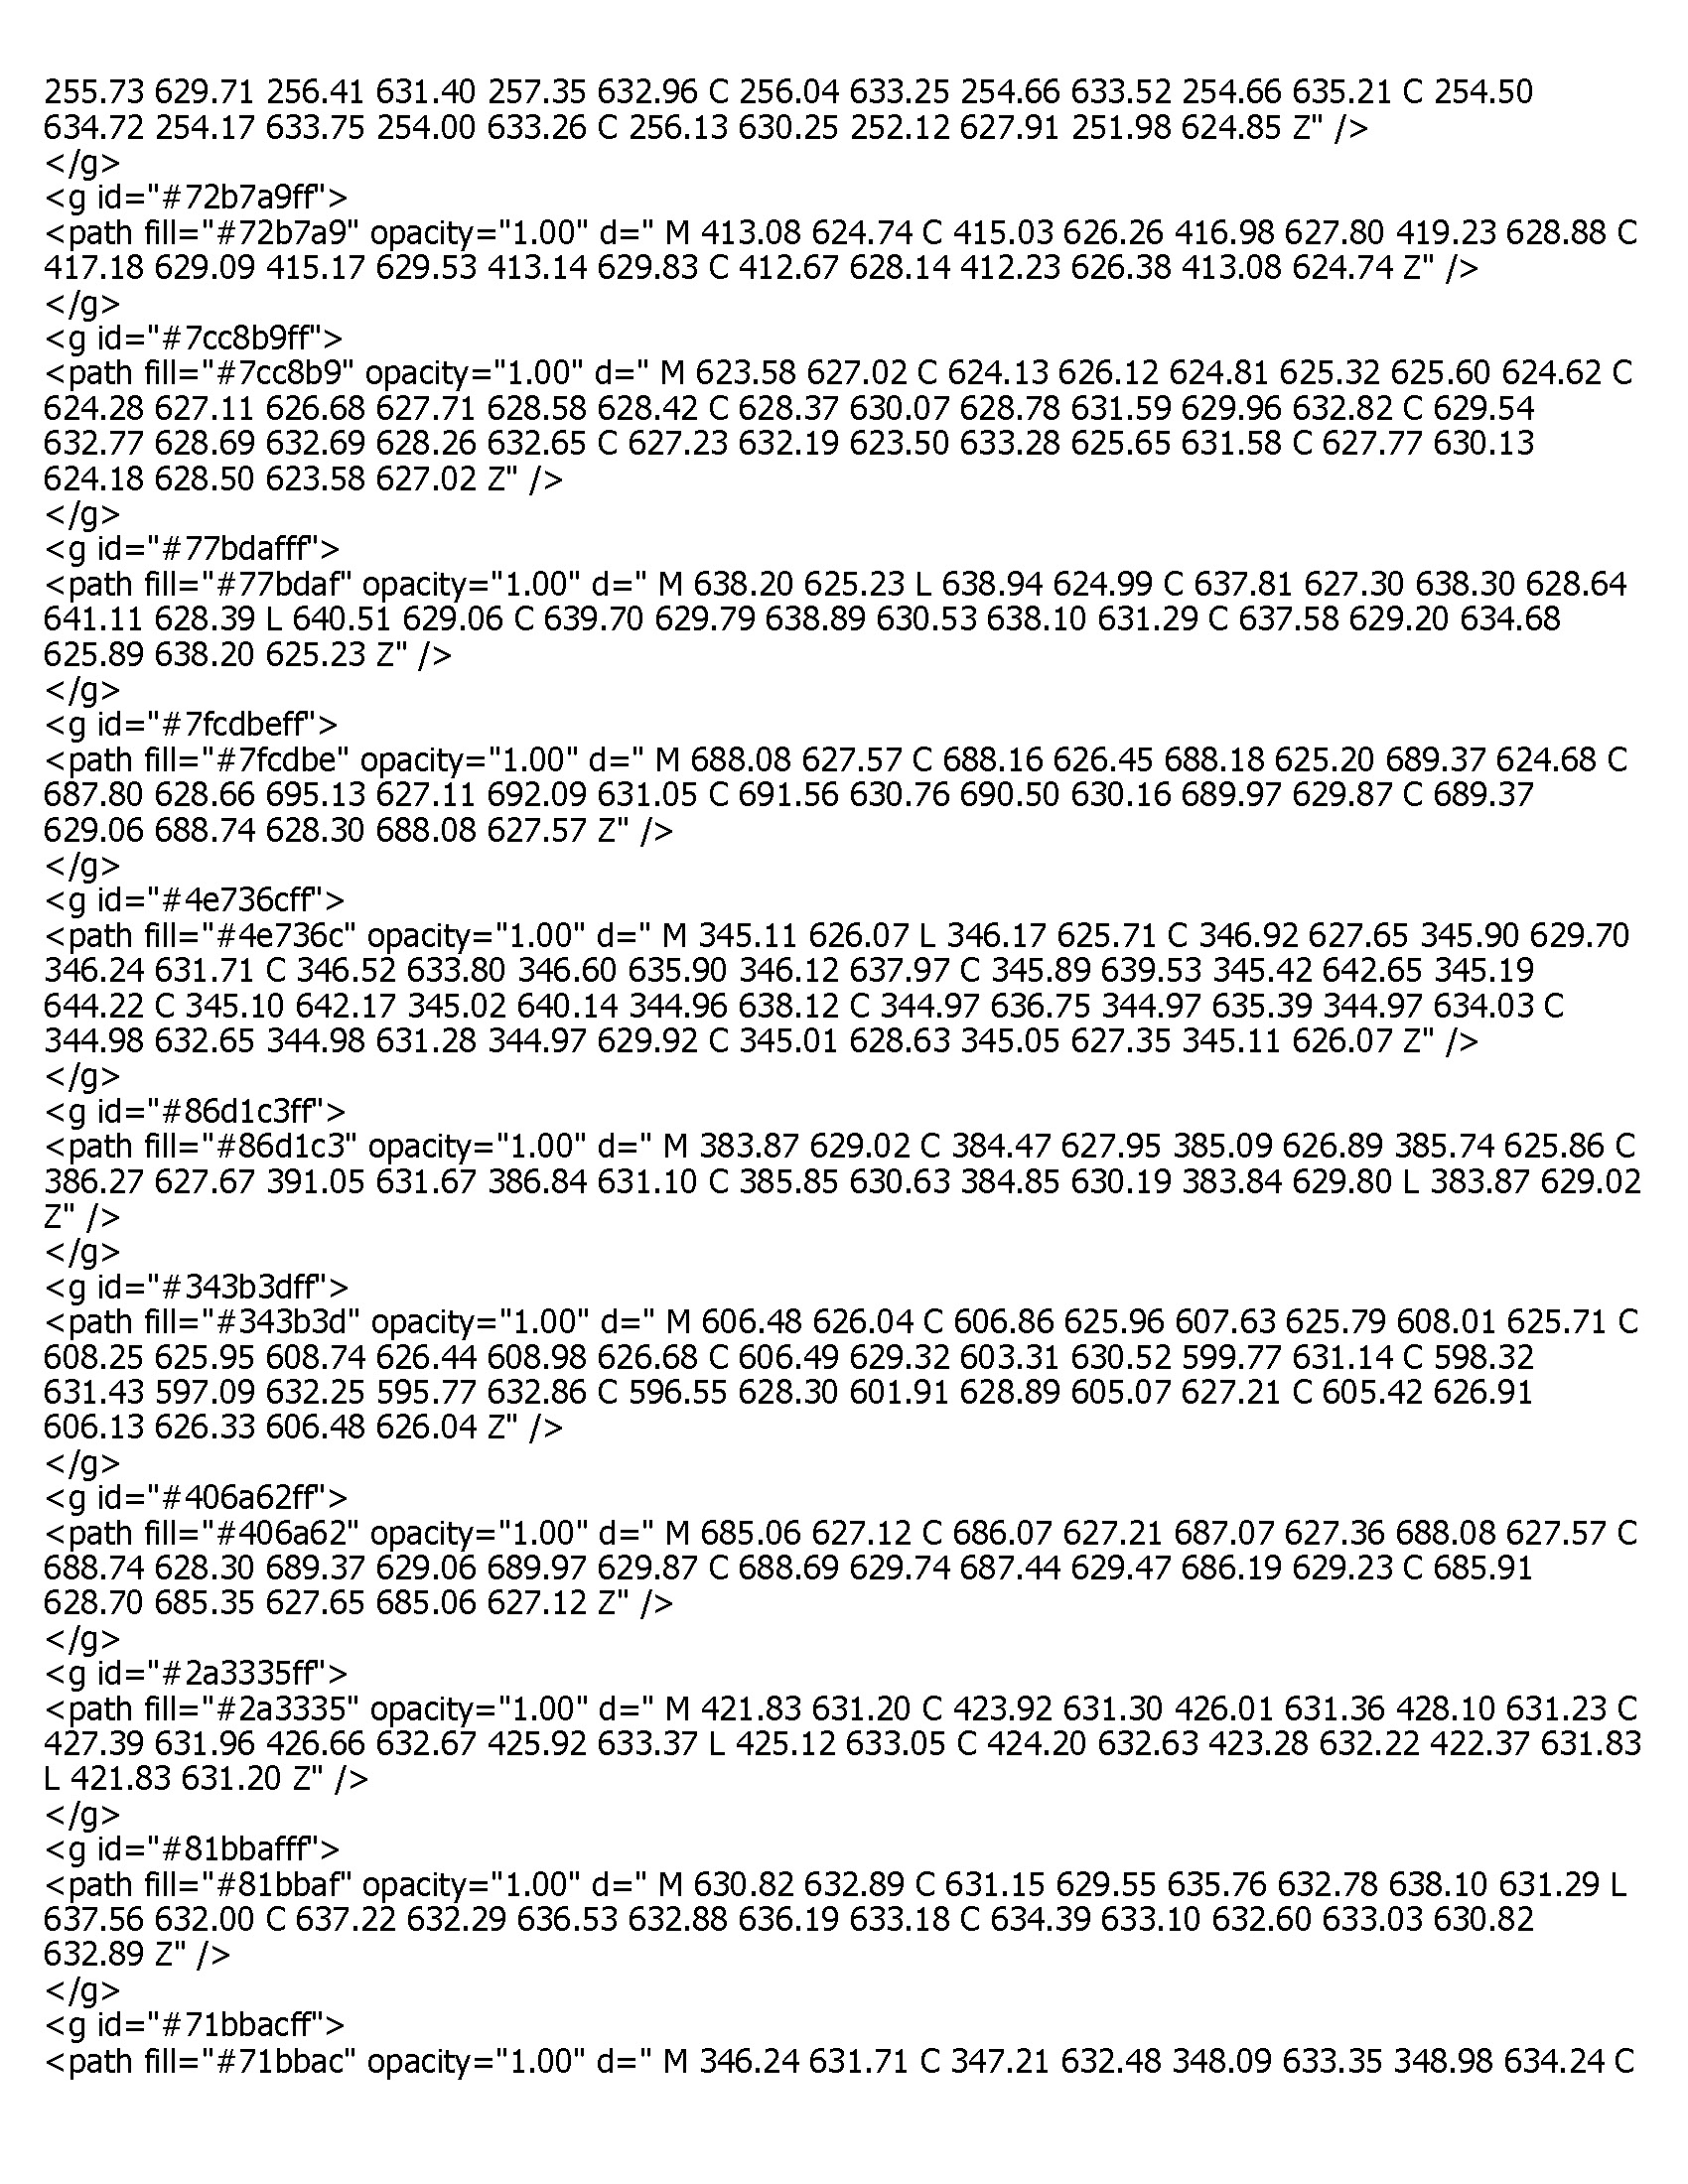 255.73 629.71 256.41 631.40 257.35 632.96 C 256.04 633.25 254.66 633.52 254.66 635.21 C 254.50
634.72 254.17 633.75 254.00 633.26 C 256.13 630.25 252.12 627.91 251.98 624.85 Z" />
</g>
<g id="#72b7a9ff">
<path fill="#72b7a9" opacity="1.00" d=" M 413.08 624.74 C 415.03 626.26 416.98 627.80 419.23 628.88 C
417.18 629.09 415.17 629.53 413.14 629.83 C 412.67 628.14 412.23 626.38 413.08 624.74 Z" />
</g>
<g id="#7cc8b9ff">
<path fill="#7cc8b9" opacity="1.00" d=" M 623.58 627.02 C 624.13 626.12 624.81 625.32 625.60 624.62 C
624.28 627.11 626.68 627.71 628.58 628.42 C 628.37 630.07 628.78 631.59 629.96 632.82 C 629.54
632.77 628.69 632.69 628.26 632.65 C 627.23 632.19 623.50 633.28 625.65 631.58 C 627.77 630.13
624.18 628.50 623.58 627.02 Z" />
</g>
<g id="#77bdafff">
<path fill="#77bdaf" opacity="1.00" d=" M 638.20 625.23 L 638.94 624.99 C 637.81 627.30 638.30 628.64
641.11 628.39 L 640.51 629.06 C 639.70 629.79 638.89 630.53 638.10 631.29 C 637.58 629.20 634.68
625.89 638.20 625.23 Z" />
</g>
<g id="#7fcdbeff">
<path fill="#7fcdbe" opacity="1.00" d=" M 688.08 627.57 C 688.16 626.45 688.18 625.20 689.37 624.68 C
687.80 628.66 695.13 627.11 692.09 631.05 C 691.56 630.76 690.50 630.16 689.97 629.87 C 689.37
629.06 688.74 628.30 688.08 627.57 Z" />
</g>
<g id="#4e736cff">
<path fill="#4e736c" opacity="1.00" d=" M 345.11 626.07 L 346.17 625.71 C 346.92 627.65 345.90 629.70
346.24 631.71 C 346.52 633.80 346.60 635.90 346.12 637.97 C 345.89 639.53 345.42 642.65 345.19
644.22 C 345.10 642.17 345.02 640.14 344.96 638.12 C 344.97 636.75 344.97 635.39 344.97 634.03 C
344.98 632.65 344.98 631.28 344.97 629.92 C 345.01 628.63 345.05 627.35 345.11 626.07 Z" />
</g>
<g id="#86d1c3ff">
<path fill="#86d1c3" opacity="1.00" d=" M 383.87 629.02 C 384.47 627.95 385.09 626.89 385.74 625.86 C
386.27 627.67 391.05 631.67 386.84 631.10 C 385.85 630.63 384.85 630.19 383.84 629.80 L 383.87 629.02
Z" />
</g>
<g id="#343b3dff">
<path fill="#343b3d" opacity="1.00" d=" M 606.48 626.04 C 606.86 625.96 607.63 625.79 608.01 625.71 C
608.25 625.95 608.74 626.44 608.98 626.68 C 606.49 629.32 603.31 630.52 599.77 631.14 C 598.32
631.43 597.09 632.25 595.77 632.86 C 596.55 628.30 601.91 628.89 605.07 627.21 C 605.42 626.91
606.13 626.33 606.48 626.04 Z" />
</g>
<g id="#406a62ff">
<path fill="#406a62" opacity="1.00" d=" M 685.06 627.12 C 686.07 627.21 687.07 627.36 688.08 627.57 C
688.74 628.30 689.37 629.06 689.97 629.87 C 688.69 629.74 687.44 629.47 686.19 629.23 C 685.91
628.70 685.35 627.65 685.06 627.12 Z" />
</g>
<g id="#2a3335ff">
<path fill="#2a3335" opacity="1.00" d=" M 421.83 631.20 C 423.92 631.30 426.01 631.36 428.10 631.23 C
427.39 631.96 426.66 632.67 425.92 633.37 L 425.12 633.05 C 424.20 632.63 423.28 632.22 422.37 631.83
L 421.83 631.20 Z" />
</g>
<g id="#81bbafff">
<path fill="#81bbaf" opacity="1.00" d=" M 630.82 632.89 C 631.15 629.55 635.76 632.78 638.10 631.29 L
637.56 632.00 C 637.22 632.29 636.53 632.88 636.19 633.18 C 634.39 633.10 632.60 633.03 630.82
632.89 Z" />
</g>
<g id="#71bbacff">
<path fill="#71bbac" opacity="1.00" d=" M 346.24 631.71 C 347.21 632.48 348.09 633.35 348.98 634.24 C